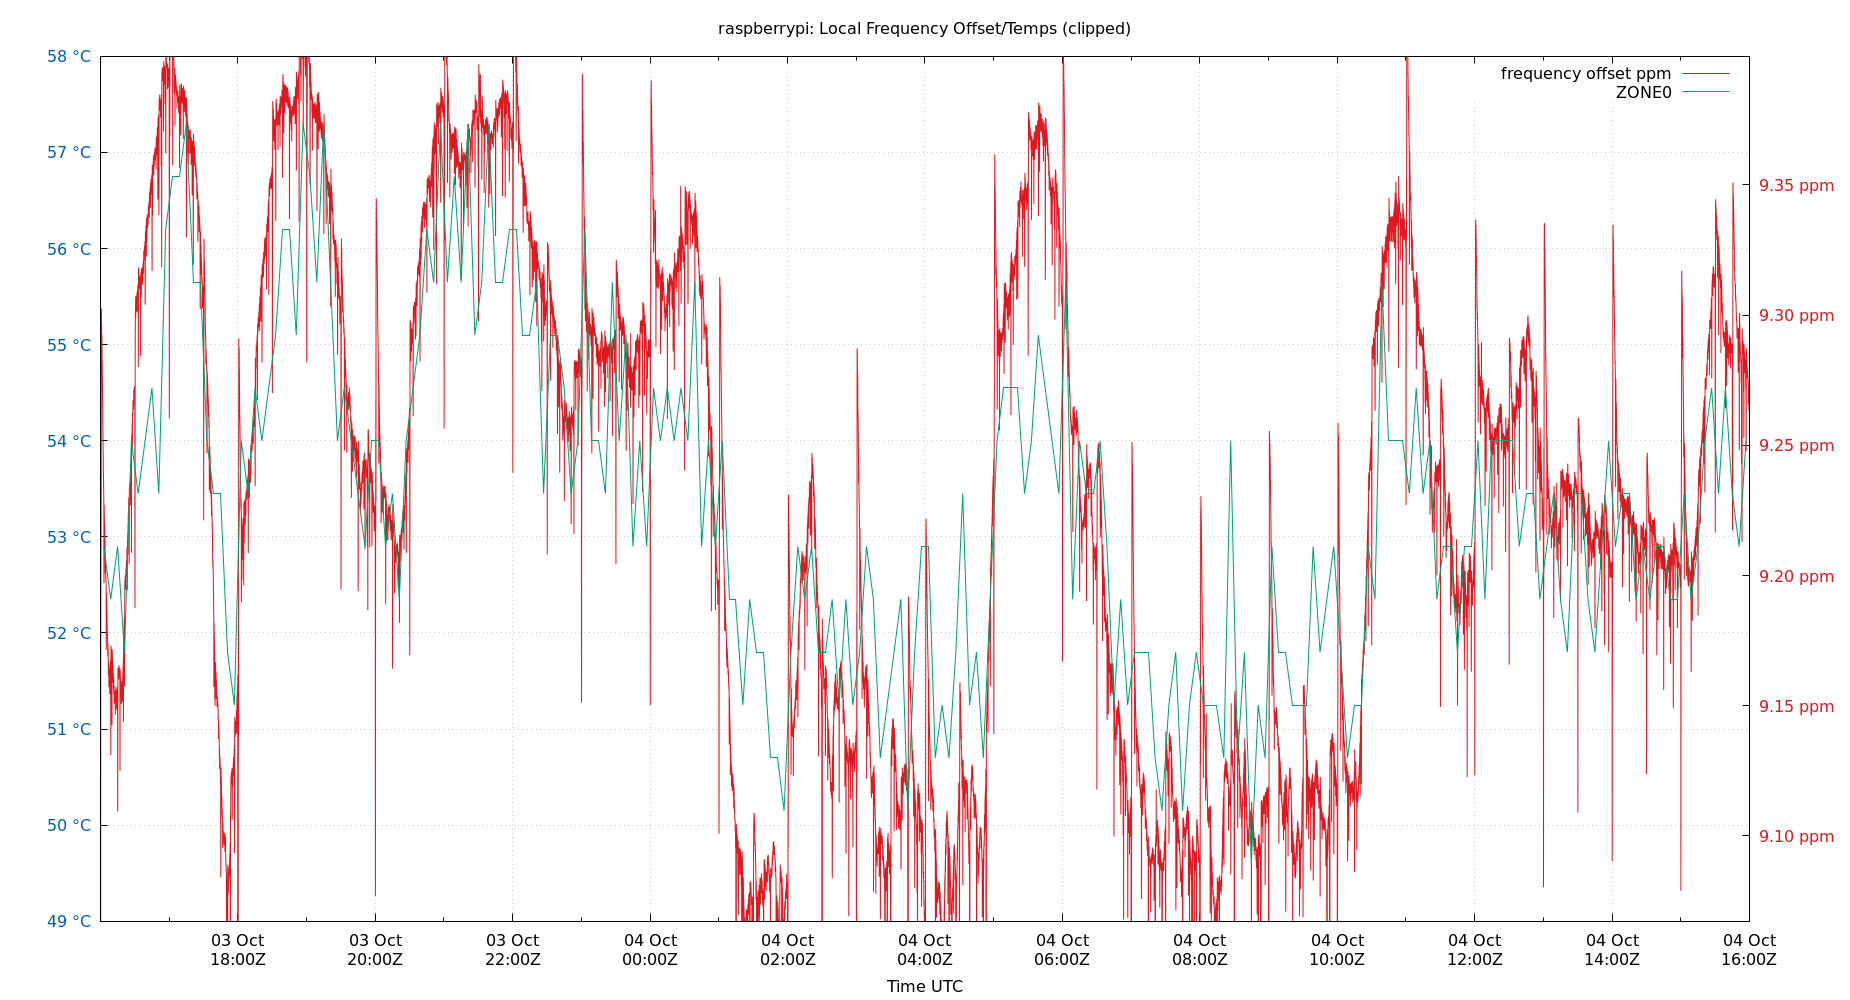 raspberrypi: Local Frequency Offset/Temps (clipped)
frequency offset ppm
ZONE0
58 °C
57 °C
56 °C
55 °C
54 °C
53 °C
52 °C
51 °C
50 °C
49 °C
9.35 ppm
9.30 ppm
9.25 ppm
9.20 ppm
9.15 ppm
9.10 ppm
03 Oct
18:00Z
03 Oct
20:00Z
03 Oct
22:00Z
04 Oct
00:00Z
04 Oct
02:00Z
04 Oct
04:00Z
04 Oct
06:00Z
04 Oct
08:00Z
04 Oct
10:00Z
04 Oct
12:00Z
04 Oct
14:00Z
04 Oct
16:00Z
Time UTC